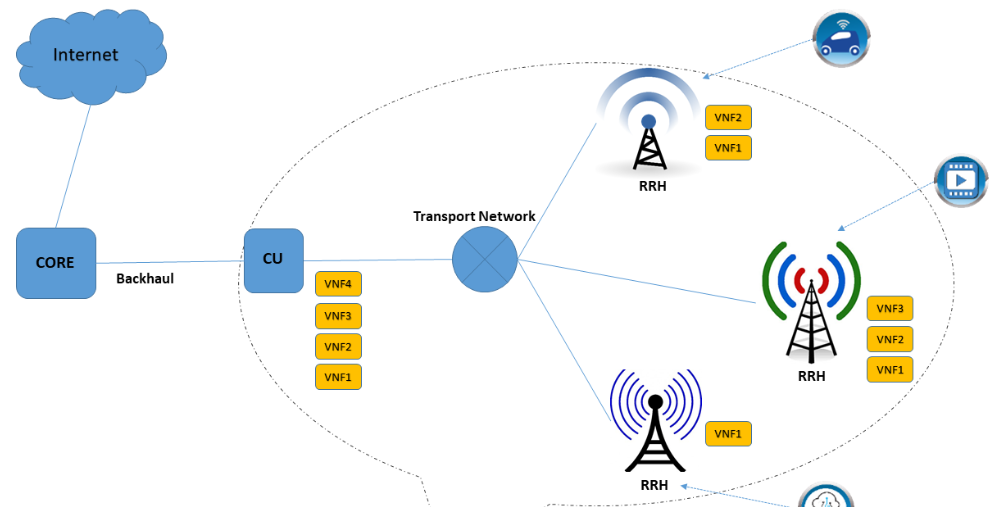 Internet
VNF2
VNF1
RRH
Transport Network
CORE
Backhaul
CU
VNF4
VNF3
VNF2
VNF1
VNF3
VNF2
VNF1
RRH
VNF1
RRH